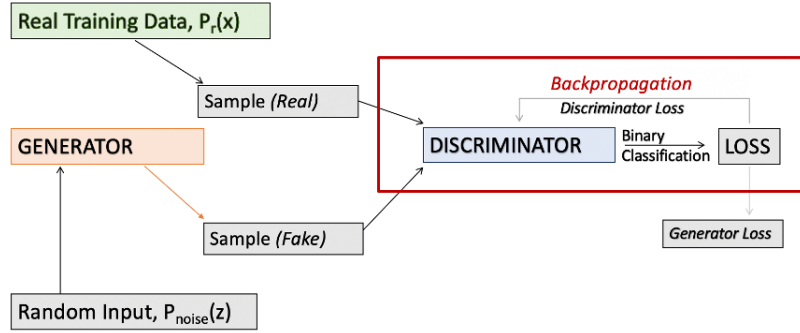 Real Training Data, Pr(x)
Sample (Real)
Backpropagation
Discriminator Loss
GENERATOR
DISCRIMINATOR
Binary
Classification
LOSS
Sample (Fake)
Generator Loss
Random Input, Pnoise(z)